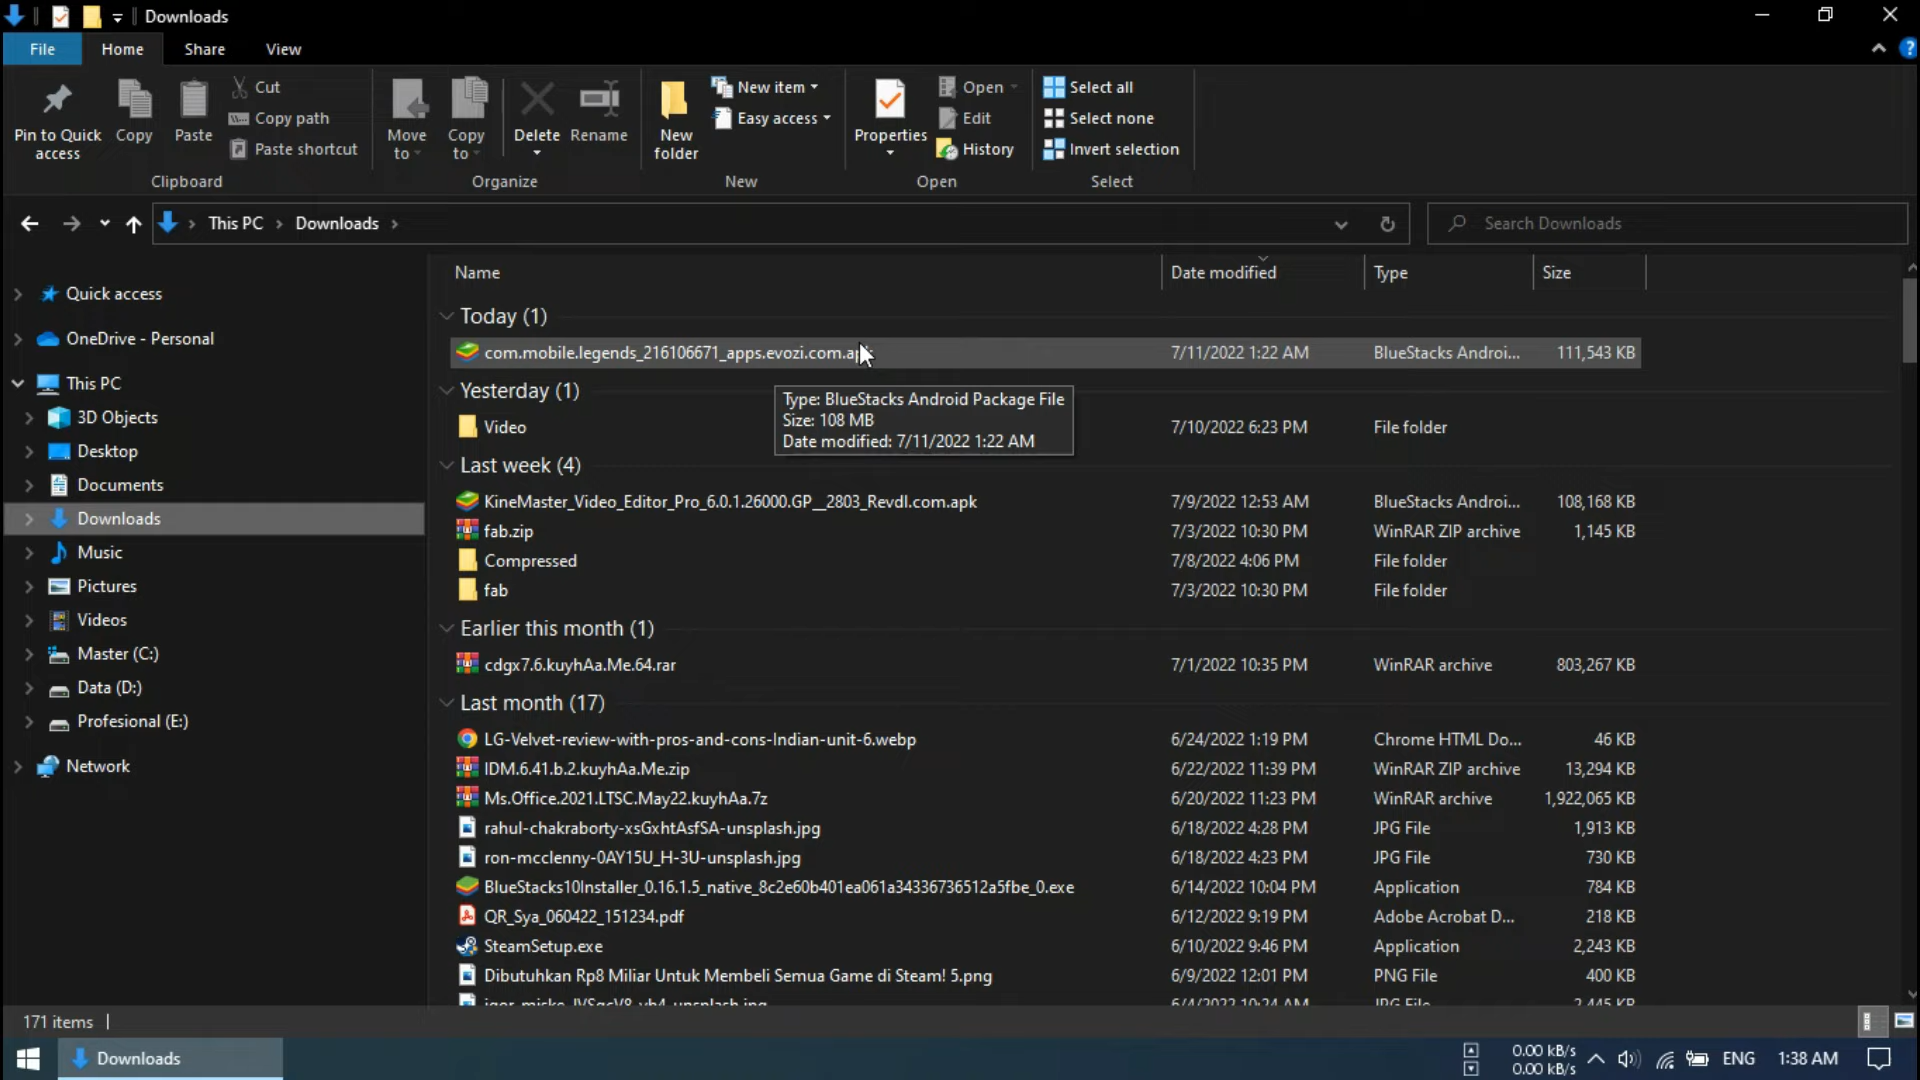 Downloads
File
Home
Share
View
Pin to Quick access
Copy
Paste
Cut
Copy path
Paste shortcut
Clipboard
Move to
Copy to
Delete
Rename
Organize
New folder
New item
Easy access
New
Properties
Open
Edit
History
Open
Select all
Select none
Invert selection
Select
This PC
Downloads
Search Downloads
Quick access
OneDrive - Personal
This PC
3D Objects
Desktop
Documents
Downloads
Music
Pictures
Videos
Master (C:)
Data (D:)
Profesional (E:)
Network
Name Date modified Type Size
Today (1)
com.mobile.legends_216106671_apps.evozi.com.apk 7/11/2022 1:22 AM BlueStacks Androi... 111,543 KB
Yesterday (1)
Type: BlueStacks Android Package File
Size: 108 MB
Date modified: 7/11/2022 1:22 AM
Video 7/10/2022 6:23 PM File folder
Last week (4)
KineMaster_Video_Editor_Pro_6.0.1.26000.GP__2803_Revdl.com.apk 7/9/2022 12:53 AM BlueStacks Androi... 108,168 KB
fab.zip 7/3/2022 10:30 PM WinRAR ZIP archive 1,145 KB
Compressed 7/8/2022 4:06 PM File folder
fab 7/3/2022 10:30 PM File folder
Earlier this month (1)
cdgx7.6.kuyhAa.Me.64.rar 7/1/2022 10:35 PM WinRAR archive 803,267 KB
Last month (17)
LG-Velvet-review-with-pros-and-cons-Indian-unit-6.webp 6/24/2022 1:19 PM Chrome HTML Do... 46 KB
IDM.6.41.b.2.kuyhAa.Me.zip 6/22/2022 11:39 PM WinRAR ZIP archive 13,294 KB
Ms.Office.2021.LTSC.May22.kuyhAa.7z 6/20/2022 11:23 PM WinRAR archive 1,922,065 KB
rahul-chakraborty-xsGxhtAsfSA-unsplash.jpg 6/18/2022 4:28 PM JPG File 1,913 KB
ron-mcclenny-0AY15U_H-3U-unsplash.jpg 6/18/2022 4:23 PM JPG File 730 KB
BlueStacks10Installer_0.16.1.5_native_8c2e60b401ea061a34336736512a5fbe_0.exe 6/14/2022 10:04 PM Application 784 KB
QR_Sya_060422_151234.pdf 6/12/2022 9:19 PM Adobe Acrobat D... 218 KB
SteamSetup.exe 6/10/2022 9:46 PM Application 2,243 KB
Dibutuhkan Rp8 Miliar Untuk Membeli Semua Game di Steam! 5.png 6/9/2022 12:01 PM PNG File 400 KB
6/4/2022 10:24 AM JPG File 2,445 KB
171 items
Downloads
0.00 kB/s
0.00 kB/s
ENG
1:38 AM